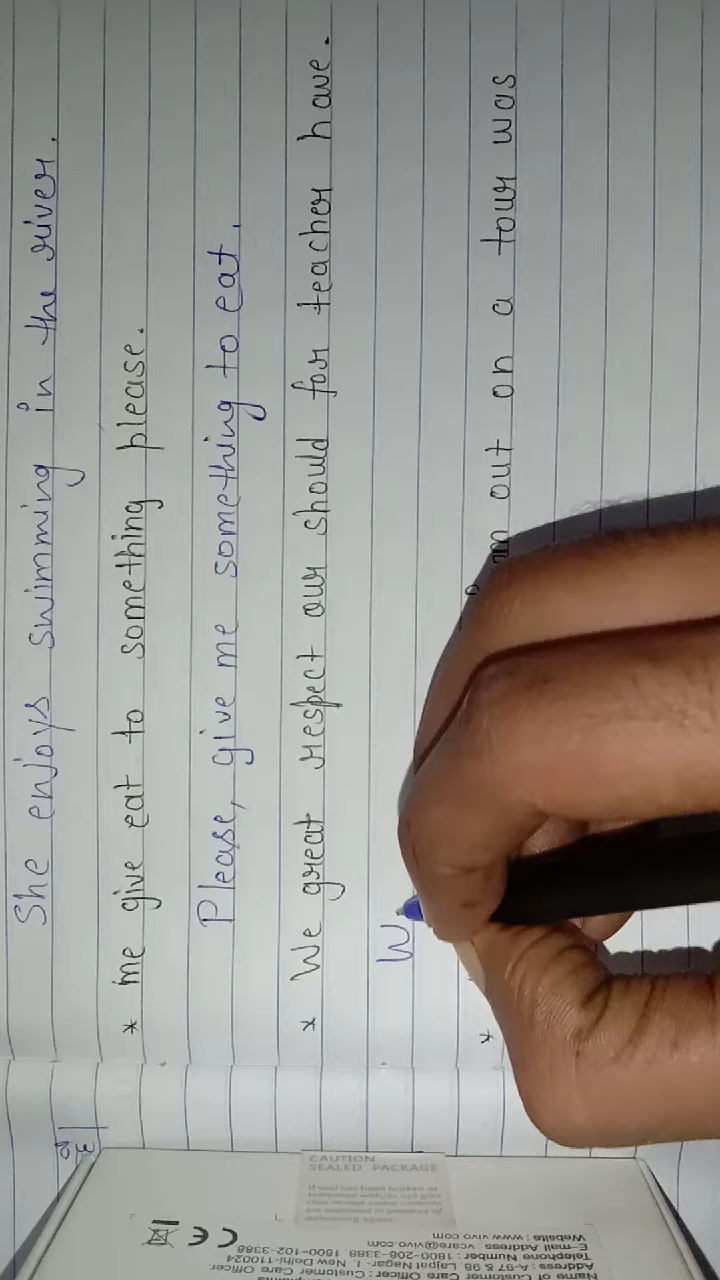 She enjoys swimming in the river.
* me give eat to something please.
Please, give me something to eat.
* We great respect our should for teacher have.
W
* out on a tour was
CAUTION
SEALED PACKAGE
CE
Website : www.vivo.com
E-mail Address : vcare@vivo.com
Telephone Number : 1800-208-3388, 1800-102-3388
Address : A-97 & 98, Lajpat Nagar - I, New Delhi-110024
Name of Customer Care Officer : Customer Care Officer